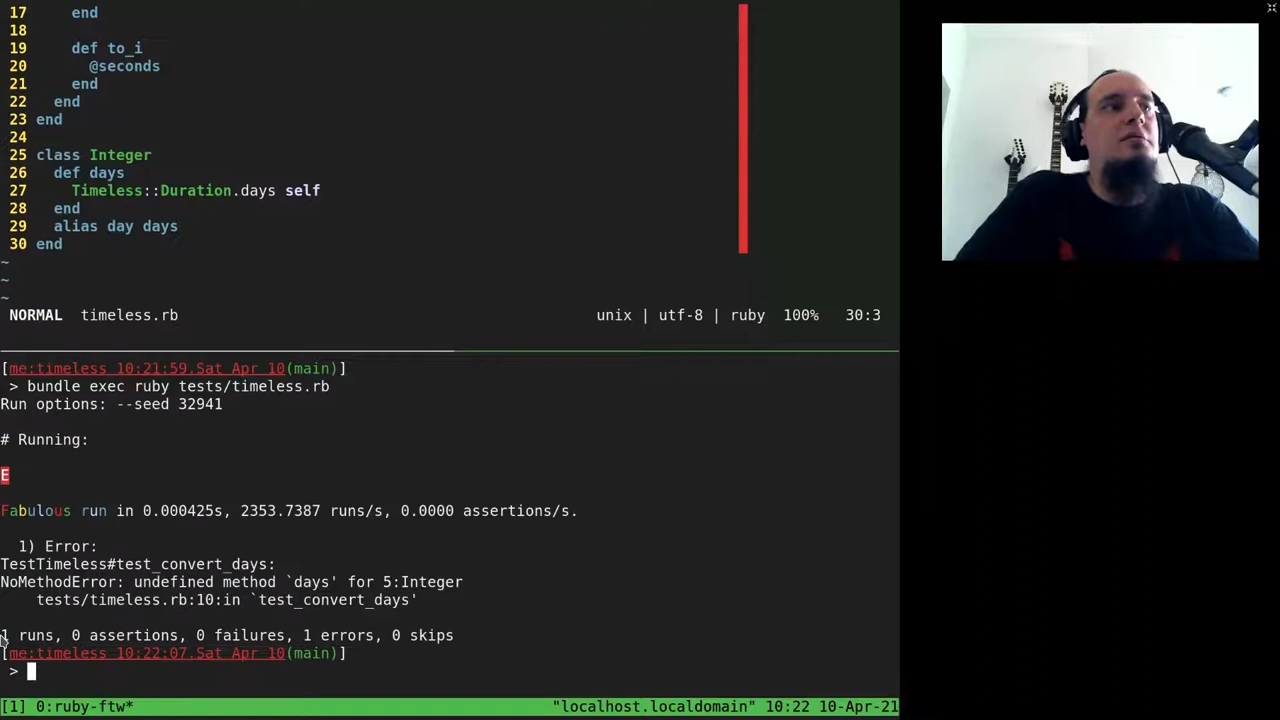 17     end
18
19     def to_i
20       @seconds
21     end
22   end
23 end
24
25 class Integer
26   def days
27     Timeless::Duration.days self
28   end
29   alias day days
30 end
~
~
~
NORMAL  timeless.rb unix | utf-8 | ruby  100%  30:3
[me:timeless 10:21:59.Sat Apr 10(main)]
 > bundle exec ruby tests/timeless.rb
Run options: --seed 32941
# Running:
E
Fabulous run in 0.000425s, 2353.7387 runs/s, 0.0000 assertions/s.
  1) Error:
TestTimeless#test_convert_days:
NoMethodError: undefined method `days' for 5:Integer
    tests/timeless.rb:10:in `test_convert_days'
1 runs, 0 assertions, 0 failures, 1 errors, 0 skips
[me:timeless 10:22:07.Sat Apr 10(main)]
 >
[1] 0:ruby-ftw* "localhost.localdomain" 10:22 10-Apr-21